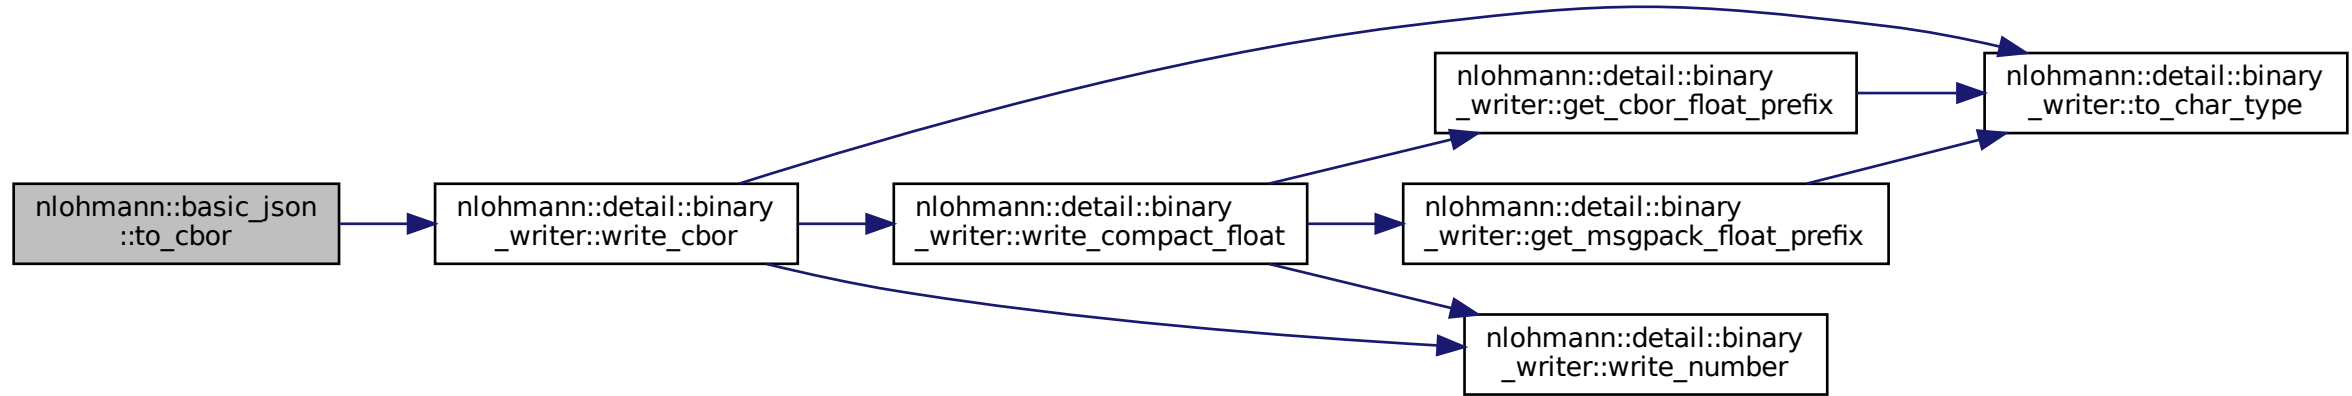 nlohmann::basic_json
::to_cbor
nlohmann::detail::binary
_writer::write_cbor
nlohmann::detail::binary
_writer::write_compact_float
nlohmann::detail::binary
_writer::get_cbor_float_prefix
nlohmann::detail::binary
_writer::to_char_type
nlohmann::detail::binary
_writer::get_msgpack_float_prefix
nlohmann::detail::binary
_writer::write_number